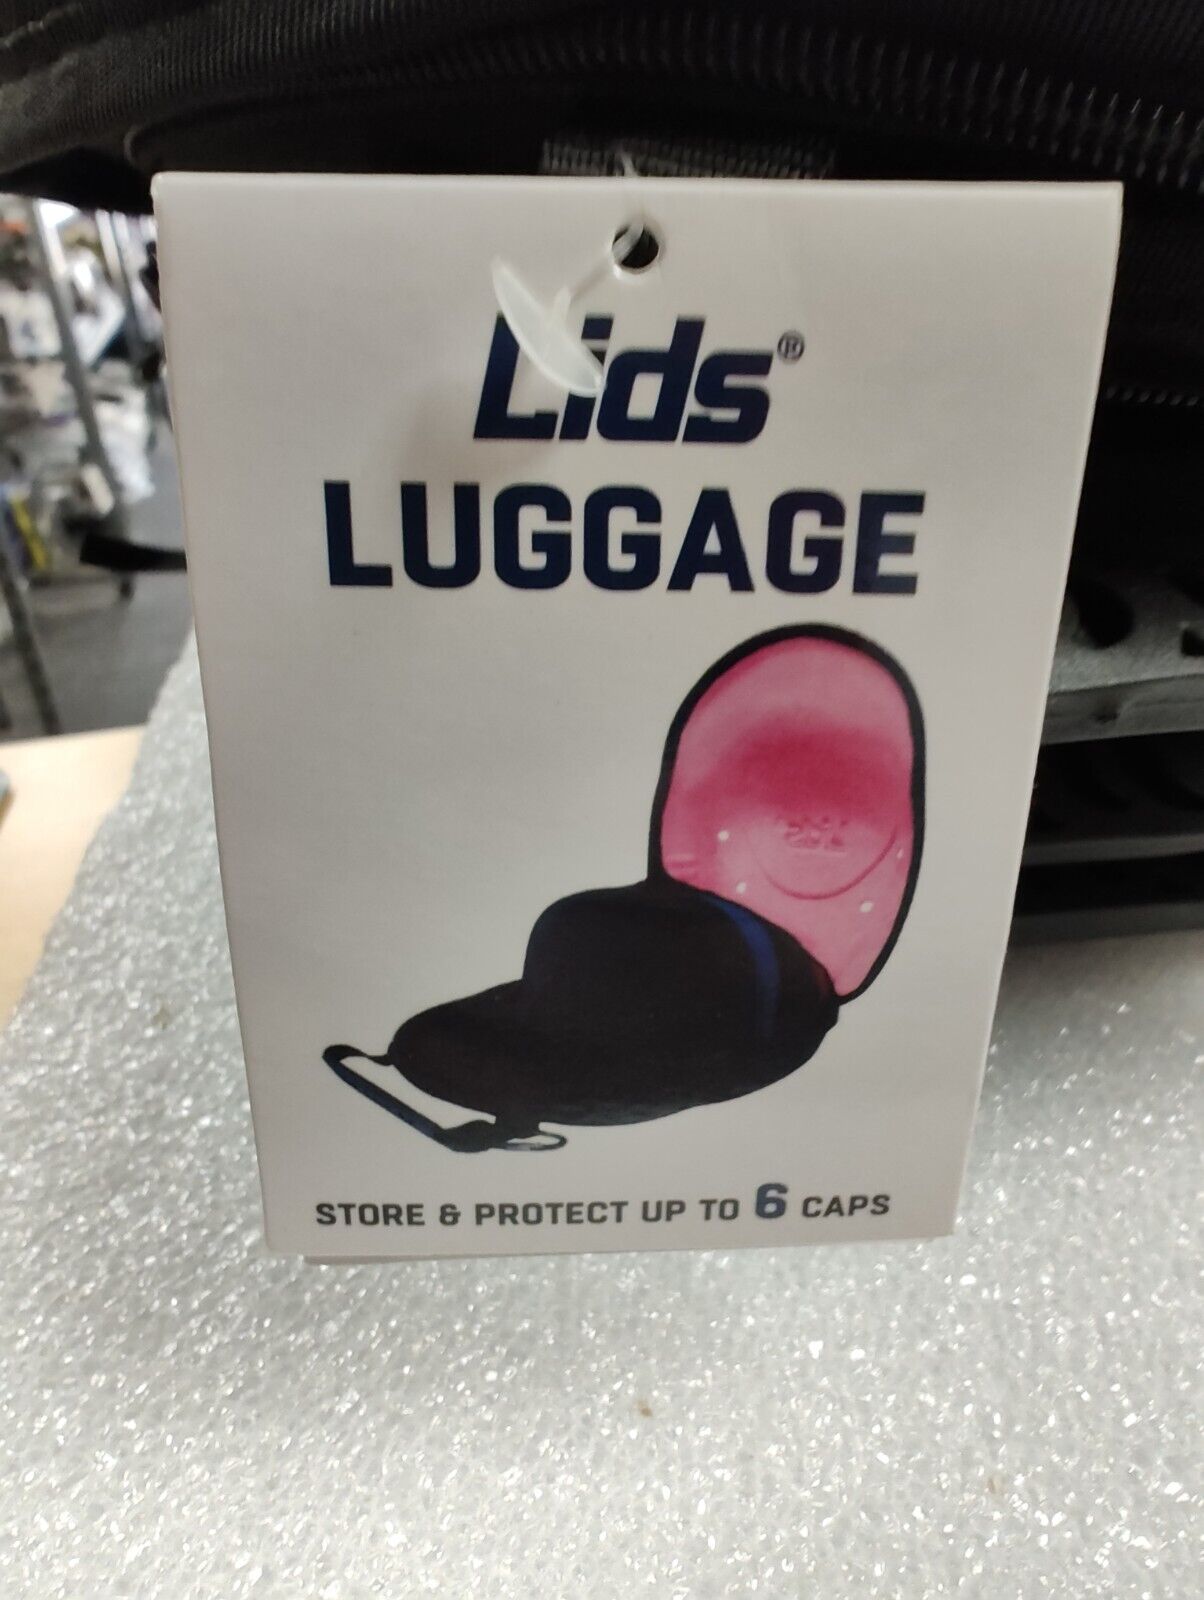 Lids®
LUGGAGE
STORE & PROTECT UP TO 6 CAPS